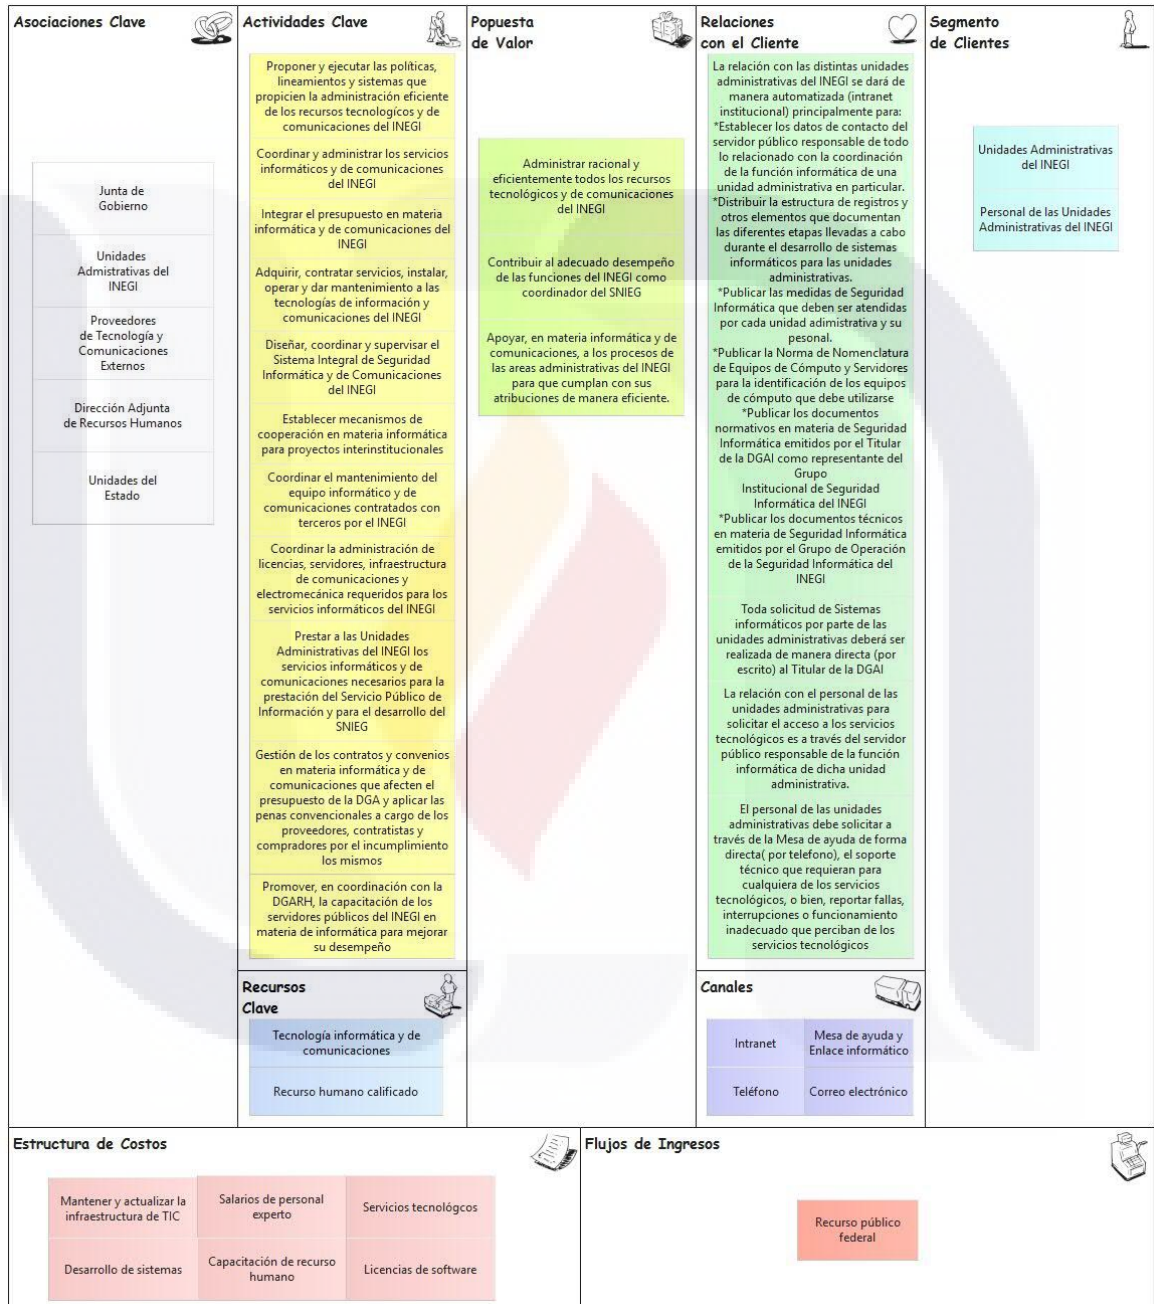 Asociaciones Clave
Junta de
Gobierno
Unidades
Admistrativas del
INEGI
Proveedores
de Tecnología y
Comunicaciones
Externos
Dirección Adjunta
de Recursos Humanos
Unidades del
Estado
Actividades Clave
Proponer y ejecutar las políticas,
lineamientos y sistemas que
propicien la administración eficiente
de los recursos tecnologícos y de
comunicaciones del INEGI
Coordinar y administrar los servicios
informáticos y de comunicaciones
del INEGI
Integrar el presupuesto en materia
informática y de comunicaciones del
INEGI
Adquirir, contratar servicios, instalar,
operar y dar mantenimiento a las
tecnologías de información y
comunicaciones del INEGI
Diseñar, coordinar y supervisar el
Sistema Integral de Seguridad
Informática y de Comunicaciones
del INEGI
Establecer mecanismos de
cooperación en materia informática
para proyectos interinstitucionales
Coordinar el mantenimiento del
equipo informático y de
comunicaciones contratados con
terceros por el INEGI
Coordinar la administración de
licencias, servidores, infraestructura
de comunicaciones y
electromecánica requeridos para los
servicios informáticos del INEGI
Prestar a las Unidades
Administrativas del INEGI los
servicios informáticos y de
comunicaciones necesarios para la
prestación del Servicio Público de
Información y para el desarrollo del
SNIEG
Gestión de los contratos y convenios
en materia informática y de
comunicaciones que afecten el
presupuesto de la DGA y aplicar las
penas convencionales a cargo de los
proveedores, contratistas y
compradores por el incumplimiento
los mismos
Promover, en coordinación con la
DGARH, la capacitación de los
servidores públicos del INEGI en
materia de informática para mejorar
su desempeño
Recursos
Clave
Tecnología informática y de
comunicaciones
Recurso humano calificado
Popuesta
de Valor
Administrar racional y
eficientemente todos los recursos
tecnológicos y de comunicaciones
del INEGI
Contribuir al adecuado desempeño
de las funciones del INEGI como
coordinador del SNIEG
Apoyar, en materia informática y de
comunicaciones, a los procesos de
las areas administrativas del INEGI
para que cumplan con sus
atribuciones de manera eficiente.
Relaciones
con el Cliente
La relación con las distintas unidades
administrativas del INEGI se dará de
manera automatizada (intranet
institucional) principalmente para:
*Establecer los datos de contacto del
servidor público responsable de todo
lo relacionado con la coordinación
de la función informática de una
unidad administrativa en particular.
*Distribuir la estructura de registros y
otros elementos que documentan
las diferentes etapas llevadas a cabo
durante el desarrollo de sistemas
informáticos para las unidades
administrativas.
*Publicar las medidas de Seguridad
Informática que deben ser atendidas
por cada unidad adimistrativa y su
pesonal.
*Publicar la Norma de Nomenclatura
de Equipos de Cómputo y Servidores
para la identificación de los equipos
de cómputo que debe utilizarse
*Publicar los documentos
normativos en materia de Seguridad
Informática emitidos por el Titular
de la DGAI como representante del
Grupo
Institucional de Seguridad
Informática del INEGI
*Publicar los documentos técnicos
en materia de Seguridad Informática
emitidos por el Grupo de Operación
de la Seguridad Informática del
INEGI
Toda solicitud de Sistemas
informáticos por parte de las
unidades administrativas deberá ser
realizada de manera directa (por
escrito) al Titular de la DGAI
La relación con el personal de las
unidades administrativas para
solicitar el acceso a los servicios
tecnológicos es a través del servidor
público responsable de la función
informática de dicha unidad
administrativa.
El personal de las unidades
administrativas debe solicitar a
través de la Mesa de ayuda de forma
directa( por telefono), el soporte
técnico que requieran para
cualquiera de los servicios
tecnológicos, o bien, reportar fallas,
interrupciones o funcionamiento
inadecuado que perciban de los
servicios tecnológicos
Canales
Intranet
Mesa de ayuda y
Enlace informático
Teléfono
Correo electrónico
Segmento
de Clientes
Unidades Administrativas
del INEGI
Personal de las Unidades
Administrativas del INEGI
Estructura de Costos
Mantener y actualizar la
infraestructura de TIC
Salarios de personal
experto
Servicios tecnológcos
Desarrollo de sistemas
Capacitación de recurso
humano
Licencias de software
Flujos de Ingresos
Recurso público
federal